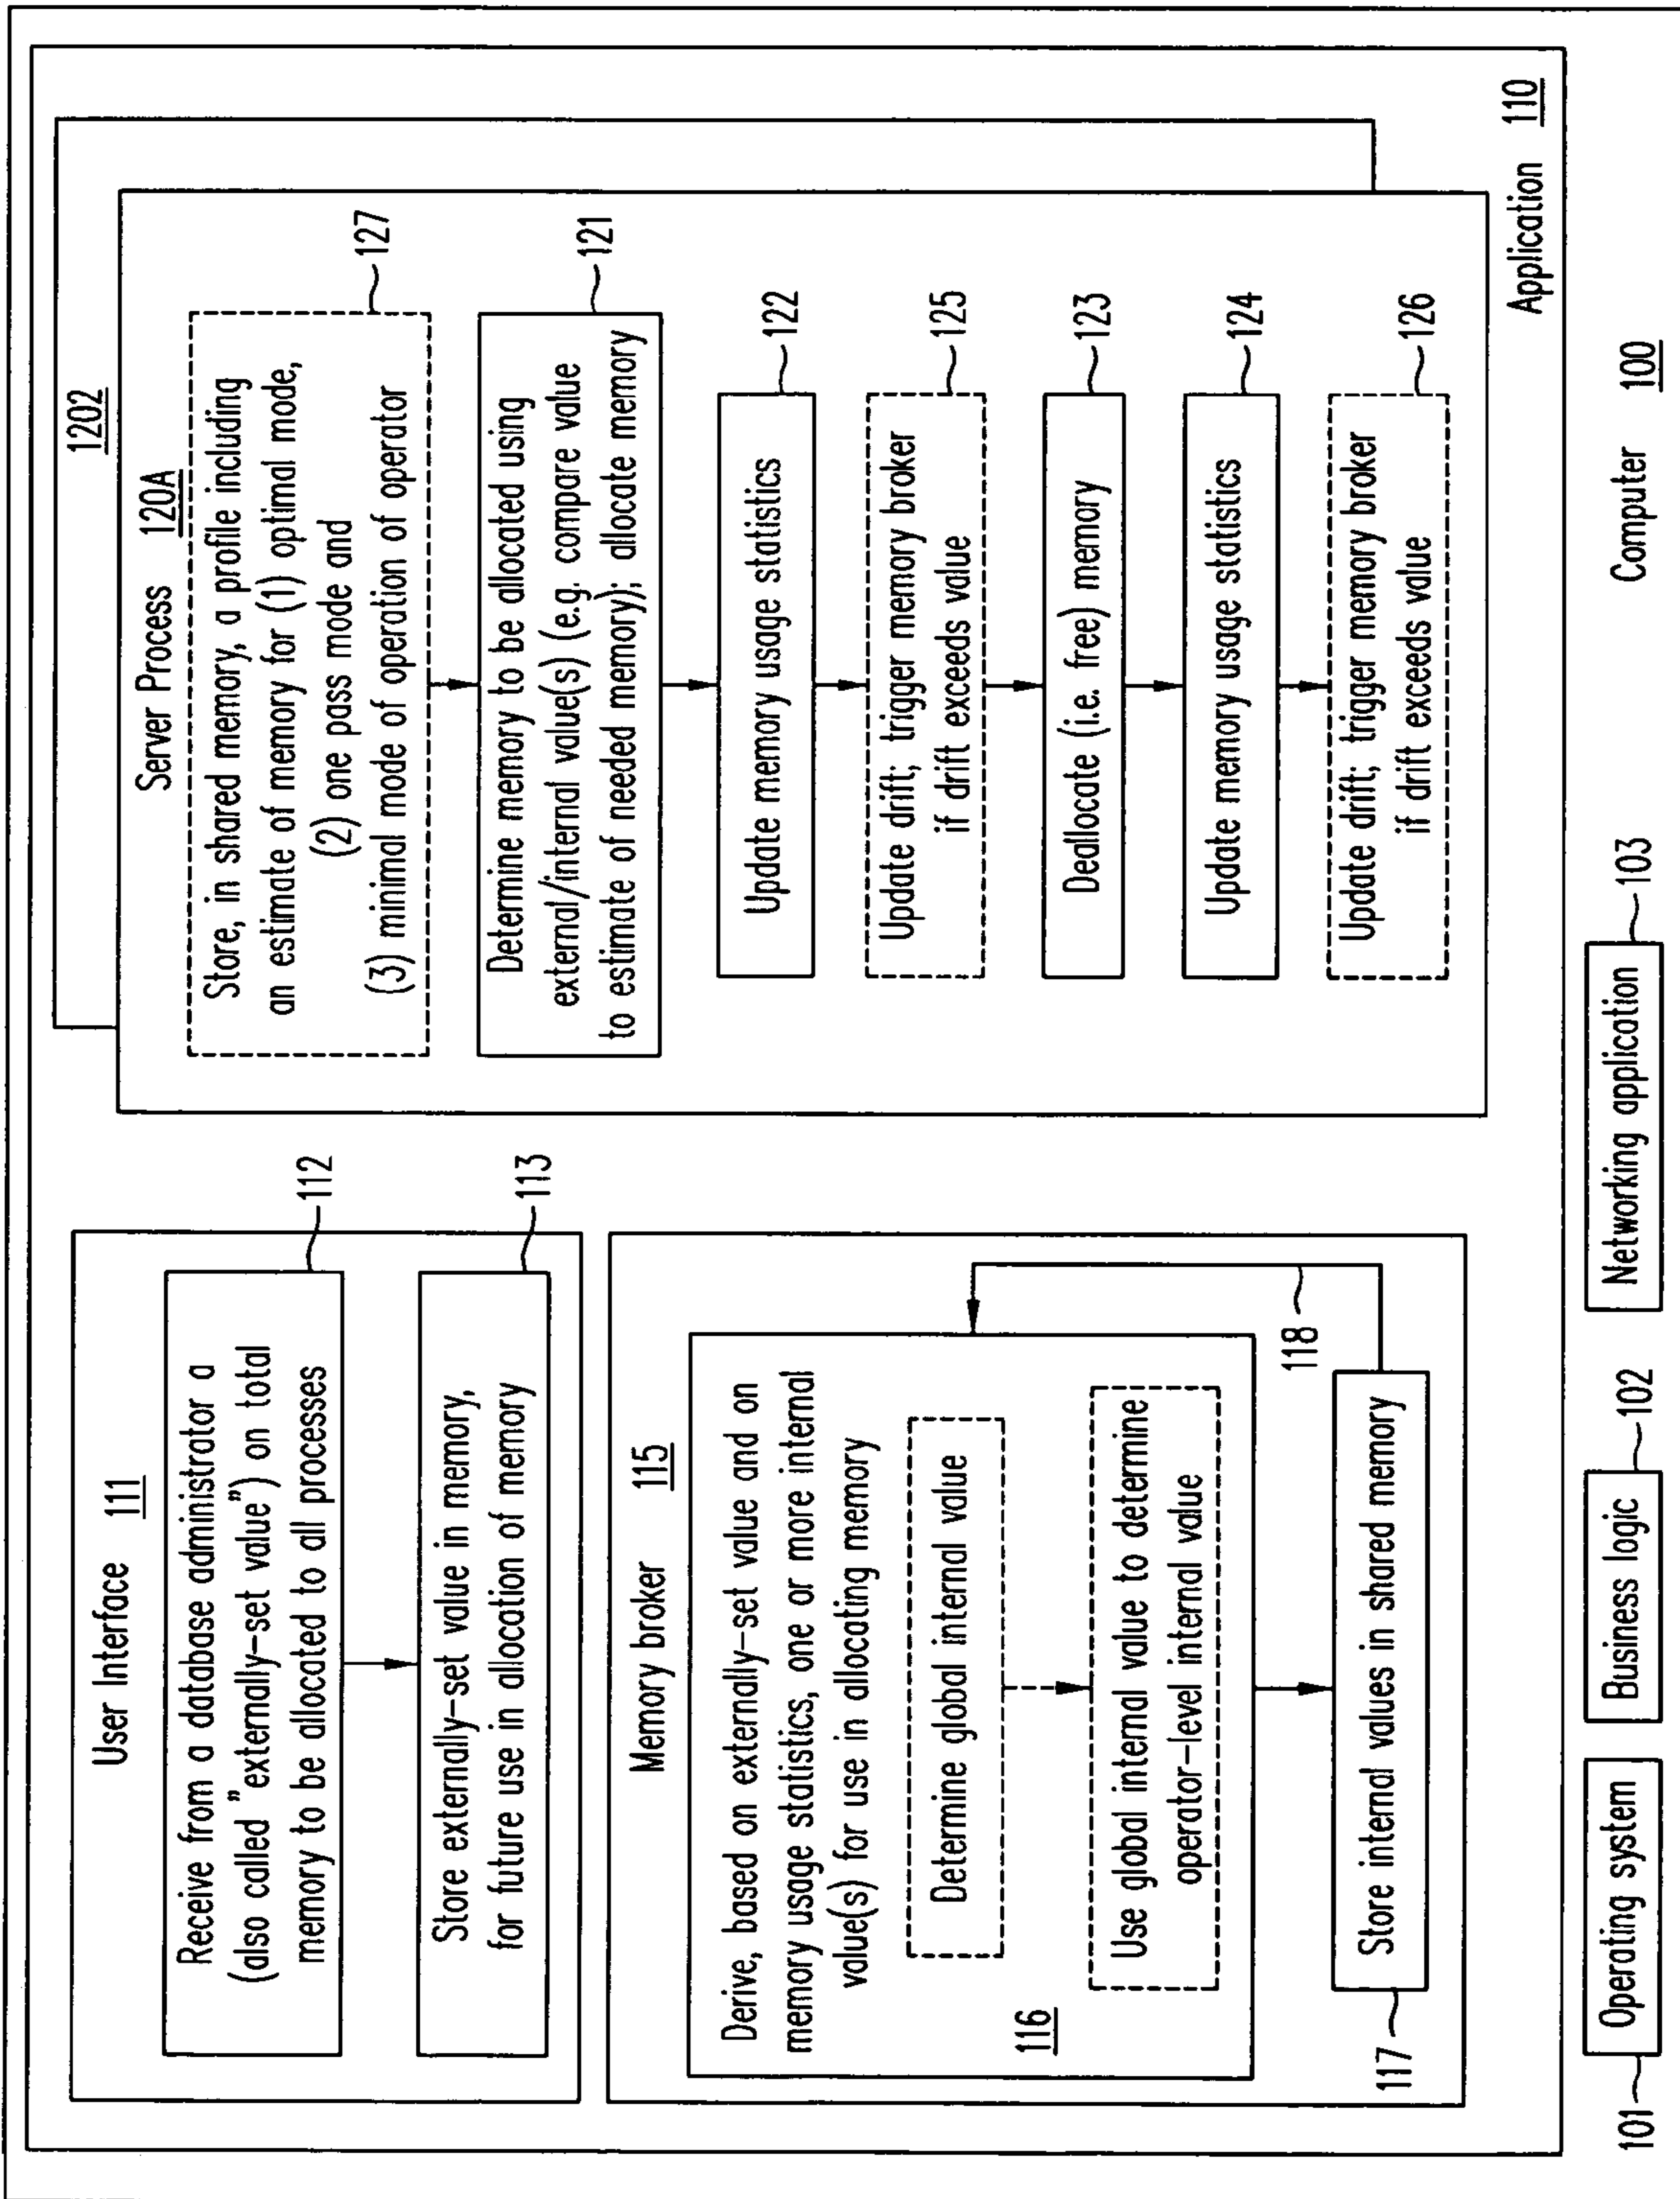 User Interface 111
Receive from a database administrator a
(also called "externally-set value") on total
memory to be allocated to all processes
112
Store externally-set value in memory,
for future use in allocation of memory
113
Memory broker 115
Derive, based on externally-set value and on
memory usage statistics, one or more internal
value(s) for use in allocating memory
Determine global internal value
116
Use global internal value to determine
operator-level internal value
118
Store internal values in shared memory
117
1202
Server Process 120A
Store, in shared memory, a profile including
an estimate of memory for (1) optimal mode,
(2) one pass mode and
(3) minimal mode of operation of operator
127
Determine memory to be allocated using
external/internal value(s) (e.g. compare value
to estimate of needed memory); allocate memory
121
Update memory usage statistics
122
Update drift; trigger memory broker
if drift exceeds value
125
Deallocate (i.e. free) memory
123
Update memory usage statistics
124
Update drift; trigger memory broker
if drift exceeds value
126
Application 110
101
Operating system
Business logic
102
Networking application
103
Computer 100